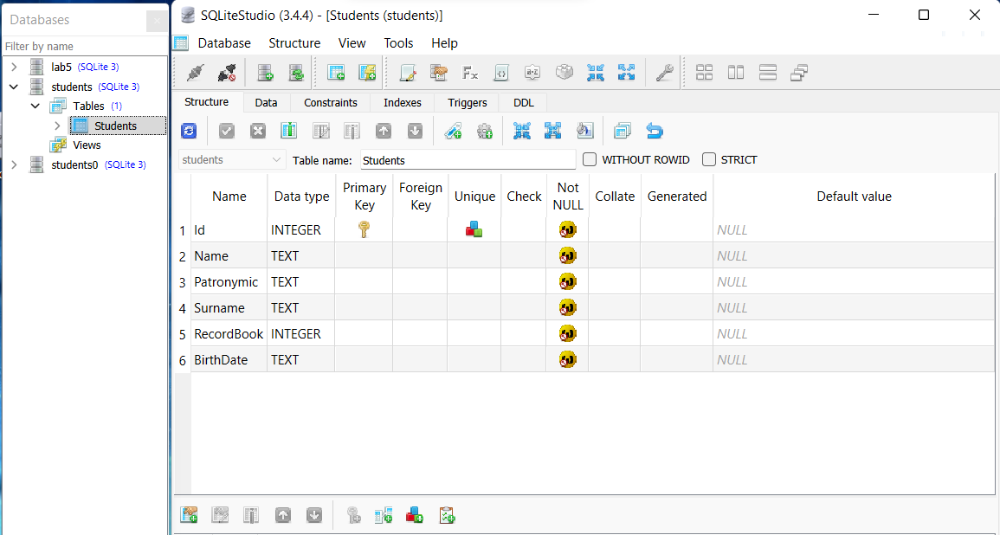 Databases
Filter by name
lab5 (SQLite 3)
students (SQLite 3)
Tables (1)
Students
Views
students0 (SQLite 3)
SQLiteStudio (3.4.4) - [Students (students)]
Database Structure View Tools Help
Structure Data Constraints Indexes Triggers DDL
students Table name: Students WITHOUT ROWID STRICT
Name Data type Primary Key Foreign Key Unique Check Not NULL Collate Generated Default value
1 Id INTEGER NULL
2 Name TEXT NULL
3 Patronymic TEXT NULL
4 Surname TEXT NULL
5 RecordBook INTEGER NULL
6 BirthDate TEXT NULL